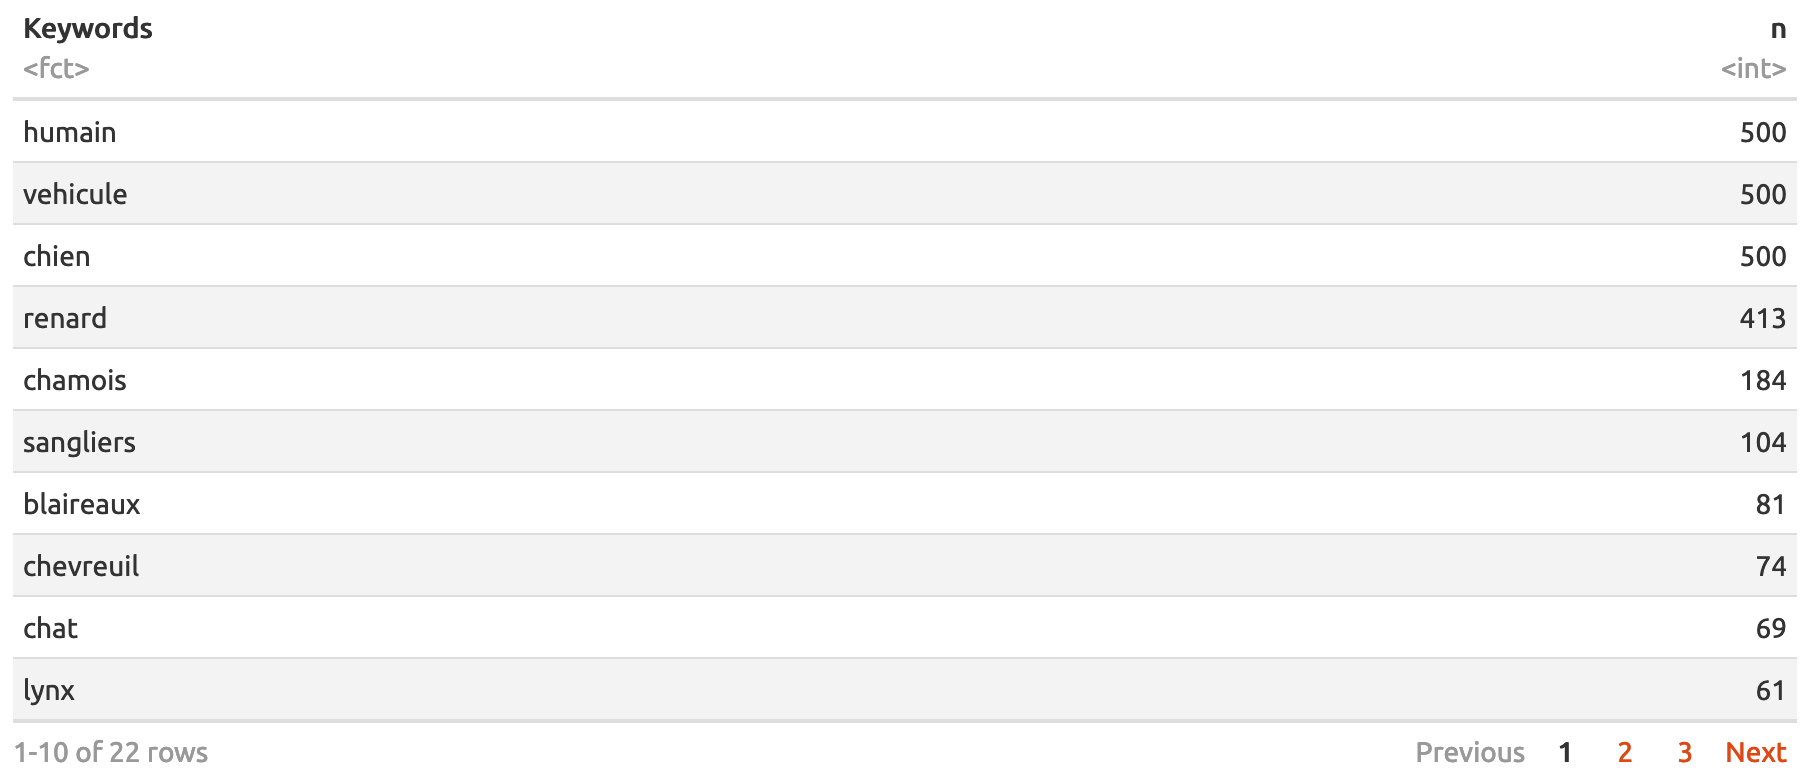 Keywords n
<fct> <int>
humain 500
vehicule 500
chien 500
renard 413
chamois 184
sangliers 104
blaireaux 81
chevreuil 74
chat 69
lynx 61
1-10 of 22 rows Previous 1 2 3 Next